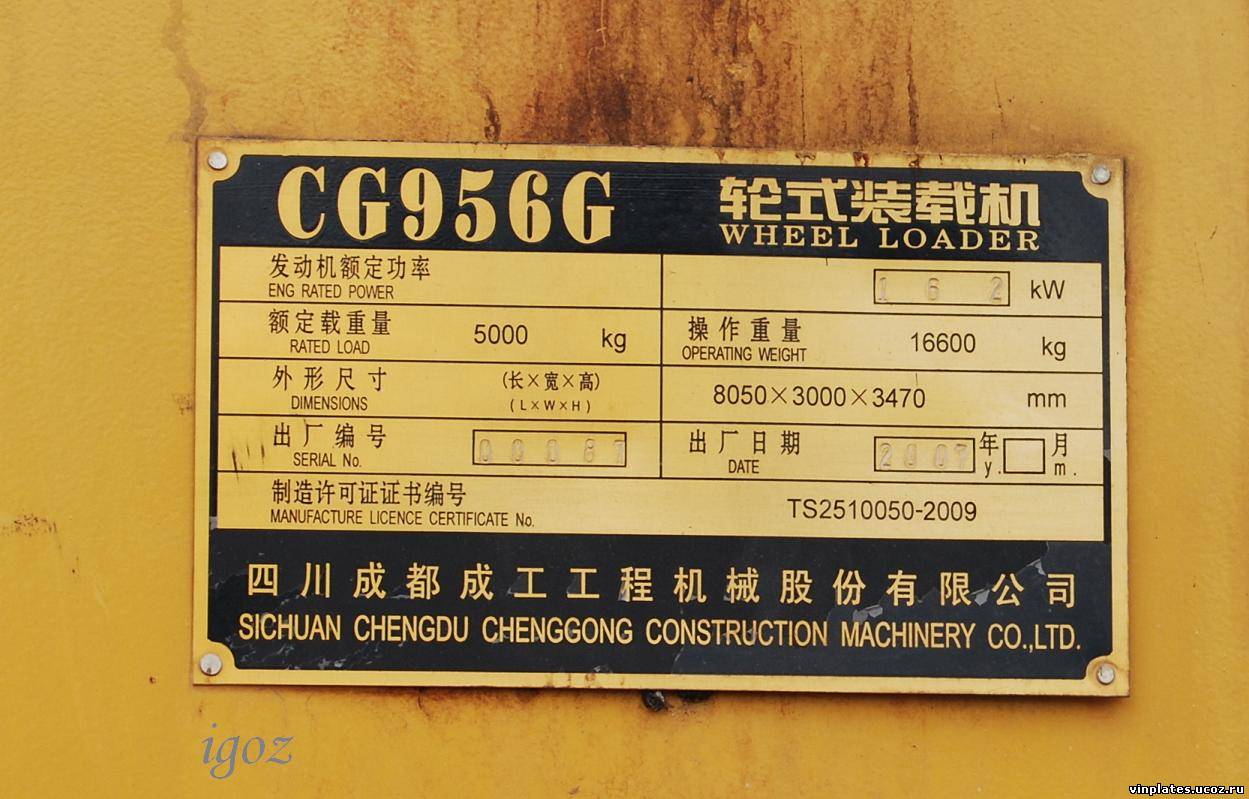 CG956G 轮式装载机
WHEEL LOADER
发动机额定功率 162 kW
ENG RATED POWER
额定载重量 5000 kg 操作重量 16600 kg
RATED LOAD OPERATING WEIGHT
外形尺寸 (长×宽×高) 8050×3000×3470 mm
DIMENSIONS (L×W×H)
出厂编号 00087 出厂日期 2007 年 月
SERIAL No. DATE y. m.
制造许可证证书编号 TS2510050-2009
MANUFACTURE LICENCE CERTIFICATE No.
四川成都成工工程机械股份有限公司
SICHUAN CHENGDU CHENGGONG CONSTRUCTION MACHINERY CO.,LTD.
igoz
vinplates.ucoz.ru